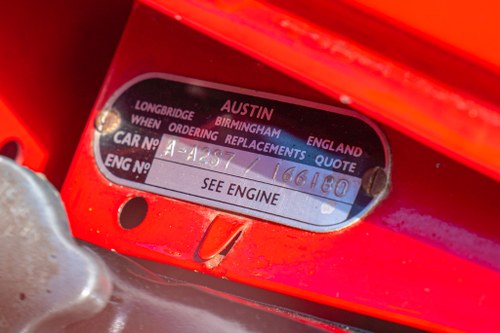 AUSTIN
LONGBRIDGE BIRMINGHAM ENGLAND
WHEN ORDERING REPLACEMENTS QUOTE
CAR Nº A-A2S7 / 166180
ENG Nº SEE ENGINE